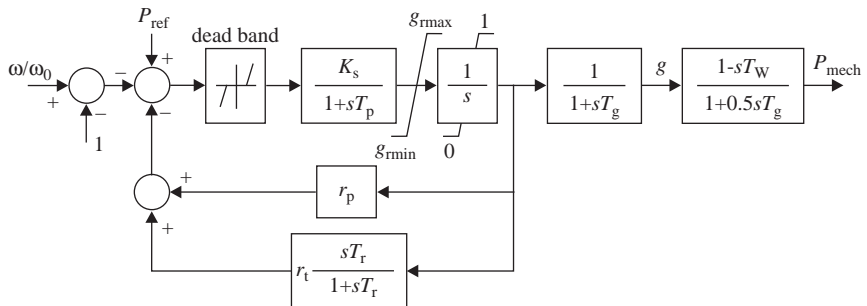 P_ref
dead band
g_rmax
1
ω/ω_0
+
−
+
−
−
1
K_s
1+sT_p
1
s
g_rmin
0
1
1+sT_g
g
1-sT_W
1+0.5sT_g
P_mech
+
r_p
+
r_t sT_r
1+sT_r